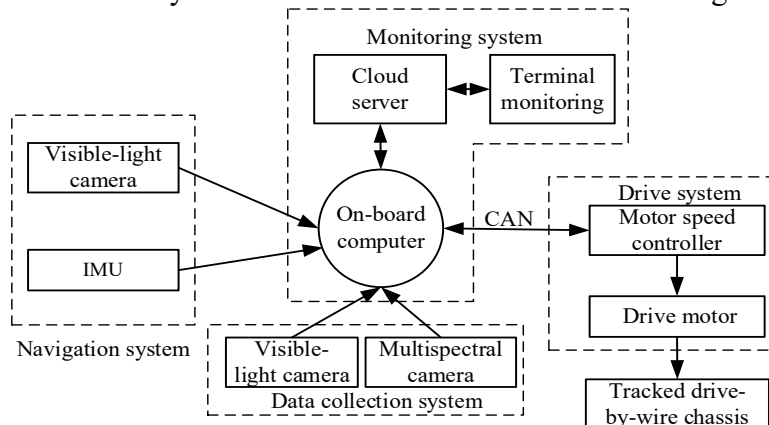 Monitoring system
Cloud
server
Terminal
monitoring
Visible-light
camera
IMU
Navigation system
On-board
computer
CAN
Drive system
Motor speed
controller
Drive motor
Tracked drive-
by-wire chassis
Visible-
light camera
Multispectral
camera
Data collection system